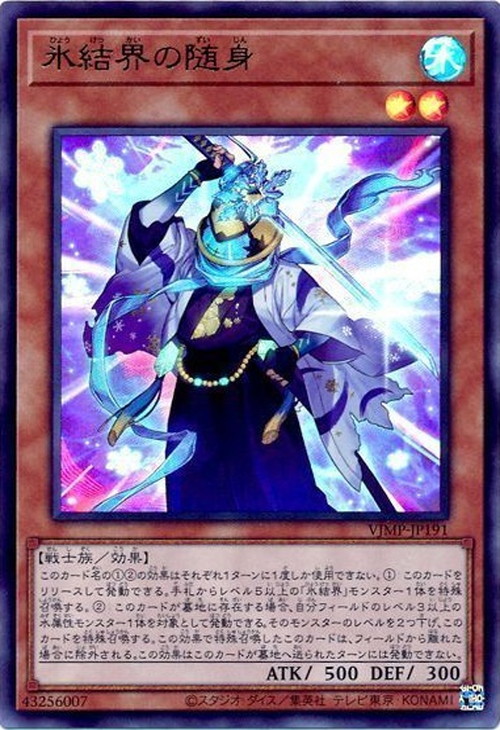 氷結界の随身
水
VJMP-JP191
【戦士族／効果】
このカード名の①②の効果はそれぞれ1ターンに1度しか使用できない。① このカードを
リリースして発動できる。手札からレベル５以上の「氷結界」モンスター1体を特殊
召喚する。② このカードが墓地に存在する場合、自分フィールドのレベル３以上の
水属性モンスター1体を対象として発動できる。そのモンスターのレベルを２つ下げ、この
カードを特殊召喚する。この効果で特殊召喚したこのカードは、フィールドから離れた
場合に除外される。この効果はこのカードが墓地へ送られたターンには発動できない。
ATK/ 500 DEF/ 300
43256007 ©スタジオ・ダイス／集英社・テレビ東京・KONAMI